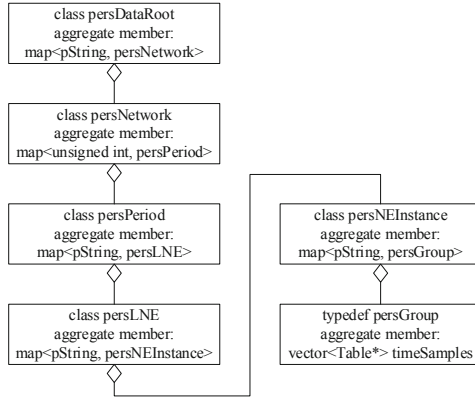 class persDataRoot
aggregate member:
map<pString, persNetwork>
class persNetwork
aggregate member:
map<unsigned int, persPeriod>
class persPeriod
aggregate member:
map<pString, persLNE>
class persLNE
aggregate member:
map<pString, persNEInstance>
class persNEInstance
aggregate member:
map<pString, persGroup>
typedef persGroup
aggregate member:
vector<Table*> timeSamples